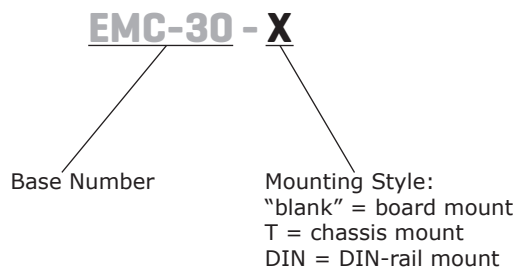 EMC-30 - X
Base Number
Mounting Style:
“blank” = board mount
T = chassis mount
DIN = DIN-rail mount